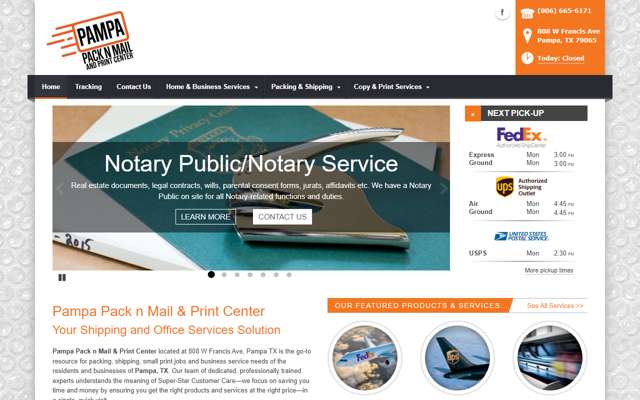 PAMPA
PACK N MAIL
AND PRINT CENTER
f
(806) 665-6171
808 W Francis Ave
Pampa, TX 79065
Today: Closed
Home
Tracking
Contact Us
Home & Business Services
Packing & Shipping
Copy & Print Services
Notary Privacy Guide
Notary Public/Notary Service
Real estate documents, legal contracts, wills, parental consent forms, jurats, affidavits etc. We have a Notary
Public on site for all Notary-related functions and duties.
LEARN MORE
CONTACT US
- 2015
NEXT PICK-UP
FedEx
Authorized ShipCenter
Express Mon 3:00 PM
Ground Mon 3:00 PM
ups
Authorized
Shipping
Outlet
Air Mon 4:45 PM
Ground Mon 4:45 PM
UNITED STATES
POSTAL SERVICE
USPS Mon 2:30 PM
More pickup times
Pampa Pack n Mail & Print Center
Your Shipping and Office Services Solution
Pampa Pack n Mail & Print Center located at 808 W Francis Ave, Pampa TX is the go-to
resource for packing, shipping, small print jobs and business service needs of the
residents and businesses of Pampa, TX. Our team of dedicated, professionally trained
experts understands the meaning of Super-Star Customer Care—we focus on saving you
time and money by ensuring you get the right products and services at the right price—in
a single, quick visit.
OUR FEATURED PRODUCTS & SERVICES
See All Services >>
FedEx
ups